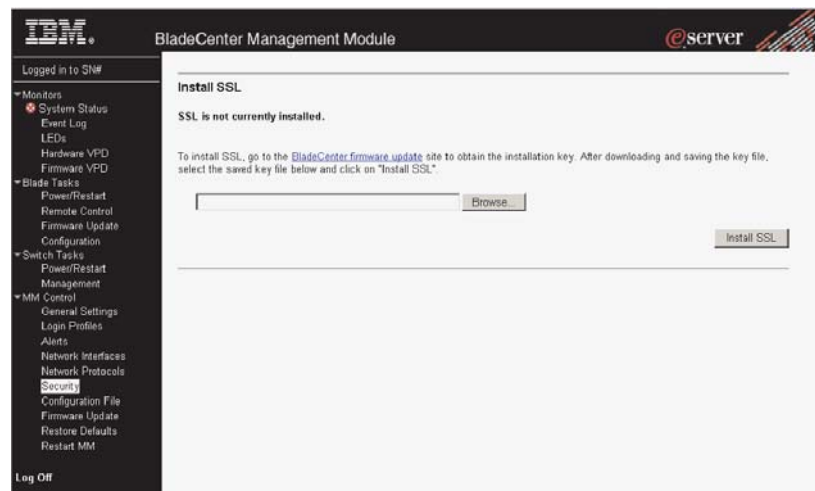 IBM.
BladeCenter Management Module
e server
Logged in to SN#
Monitors
System Status
Event Log
LEDs
Hardware VPD
Firmware VPD
Blade Tasks
Power/Restart
Remote Control
Firmware Update
Configuration
Switch Tasks
Power/Restart
Management
MM Control
General Settings
Login Profiles
Alerts
Network Interfaces
Network Protocols
Security
Configuration File
Firmware Update
Restore Defaults
Restart MM
Log Off
Install SSL
SSL is not currently installed.
To install SSL, go to the BladeCenter firmware update site to obtain the installation key. After downloading and saving the key file,
select the saved key file below and click on "Install SSL".
Browse...
Install SSL